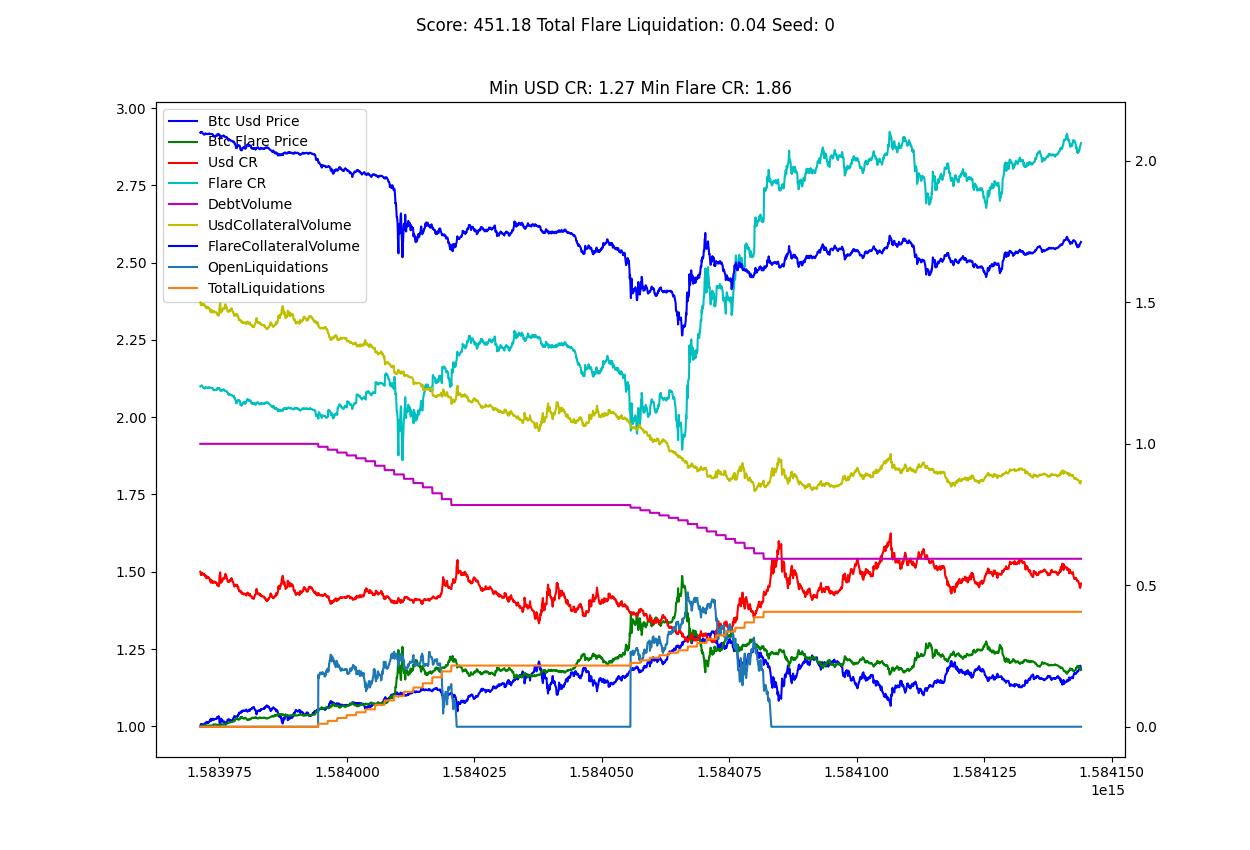 Score: 451.18 Total Flare Liquidation: 0.04 Seed: 0
Min USD CR: 1.27 Min Flare CR: 1.86
3.00
2.75
2.50
2.25
2.00
1.75
1.50
1.25
1.00
Btc Usd Price
Btc Flare Price
Usd CR
Flare CR
DebtVolume
UsdCollateralVolume
FlareCollateralVolume
OpenLiquidations
TotalLiquidations
2.0
1.5
1.0
0.5
0.0
1.583975 1.584000 1.584025 1.584050 1.584075 1.584100 1.584125 1.584150
1e15